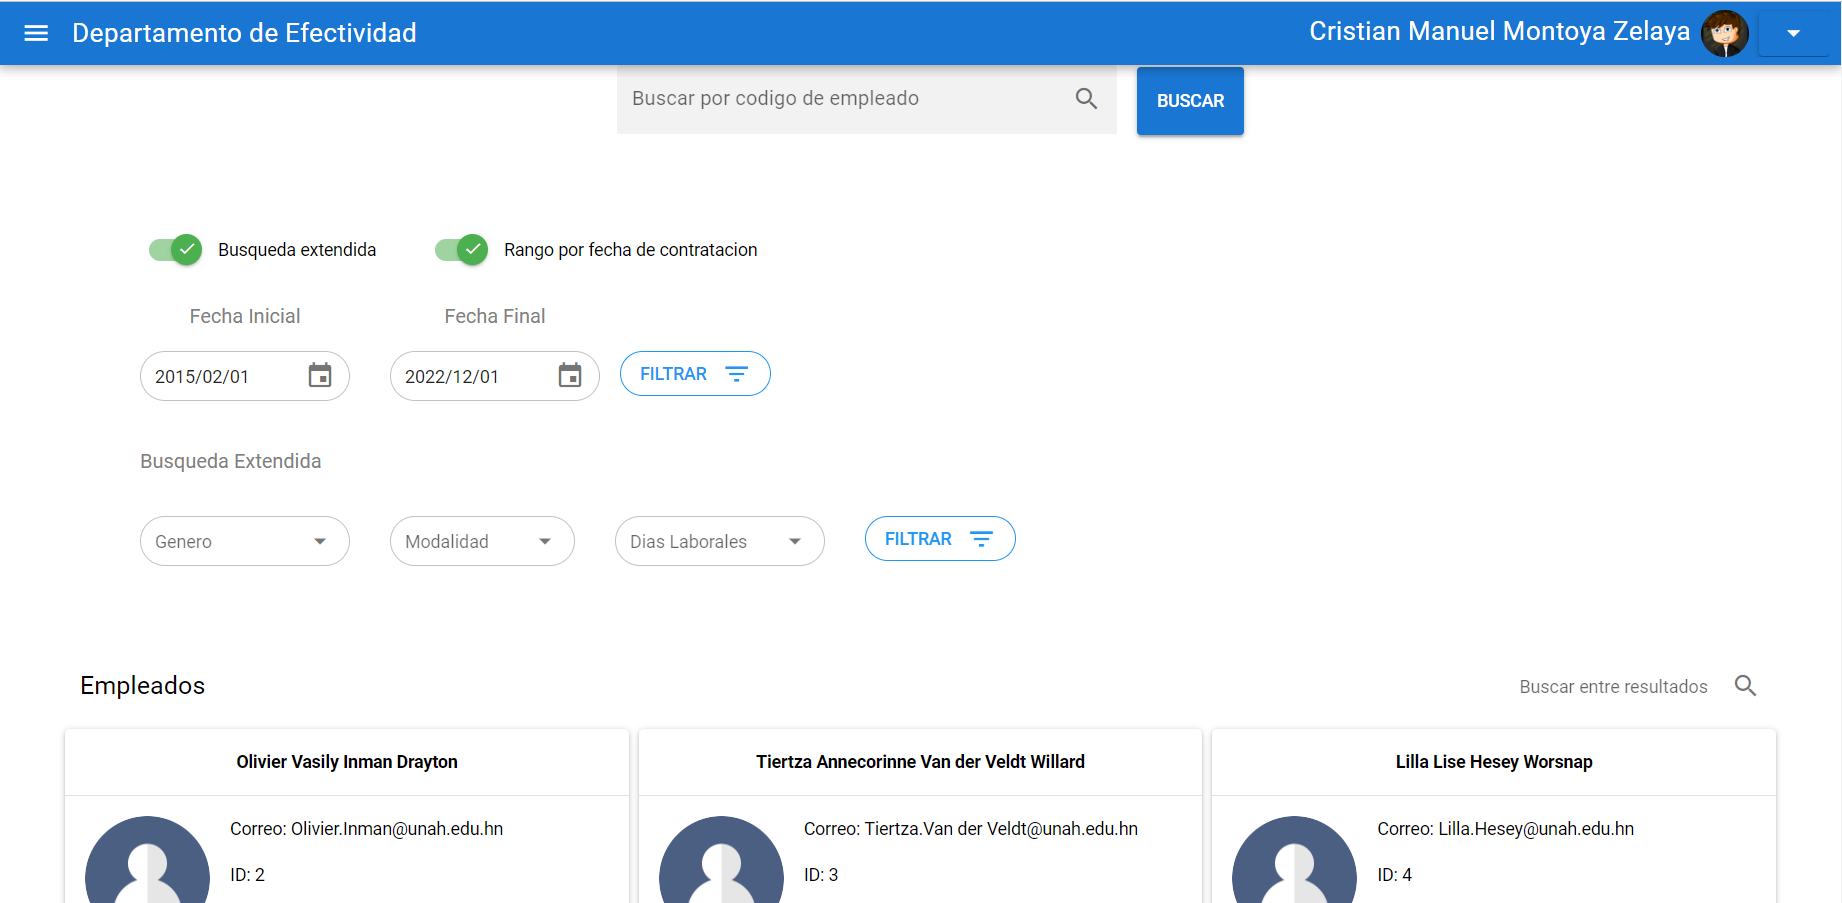 Departamento de Efectividad
Cristian Manuel Montoya Zelaya
Buscar por codigo de empleado
BUSCAR
Busqueda extendida
Rango por fecha de contratacion
Fecha Inicial
Fecha Final
2015/02/01
2022/12/01
FILTRAR
Busqueda Extendida
Genero
Modalidad
Dias Laborales
FILTRAR
Empleados
Buscar entre resultados
Olivier Vasily Inman Drayton
Correo: Olivier.Inman@unah.edu.hn
ID: 2
Tiertza Annecorinne Van der Veldt Willard
Correo: Tiertza.Van der Veldt@unah.edu.hn
ID: 3
Lilla Lise Hesey Worsnap
Correo: Lilla.Hesey@unah.edu.hn
ID: 4